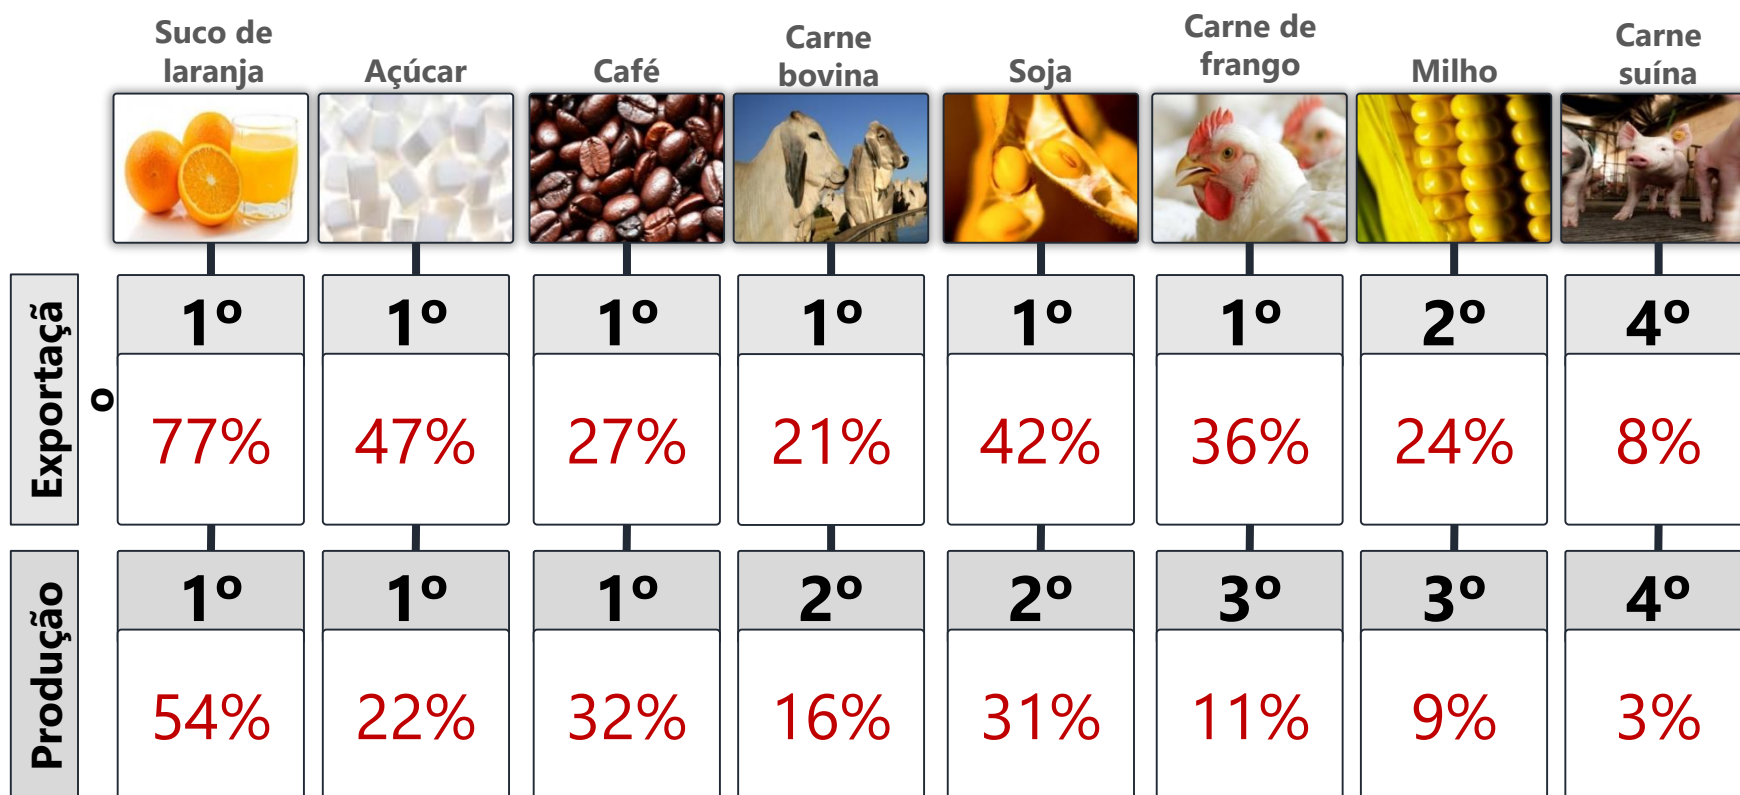 Suco de
laranja
Açúcar
Café
Carne
bovina
Soja
Carne de
frango
Milho
Carne
suína
Exportaçã
o
1º
1º
1º
1º
1º
1º
2º
4º
77%
47%
27%
21%
42%
36%
24%
8%
Produção
1º
1º
1º
2º
2º
3º
3º
4º
54%
22%
32%
16%
31%
11%
9%
3%